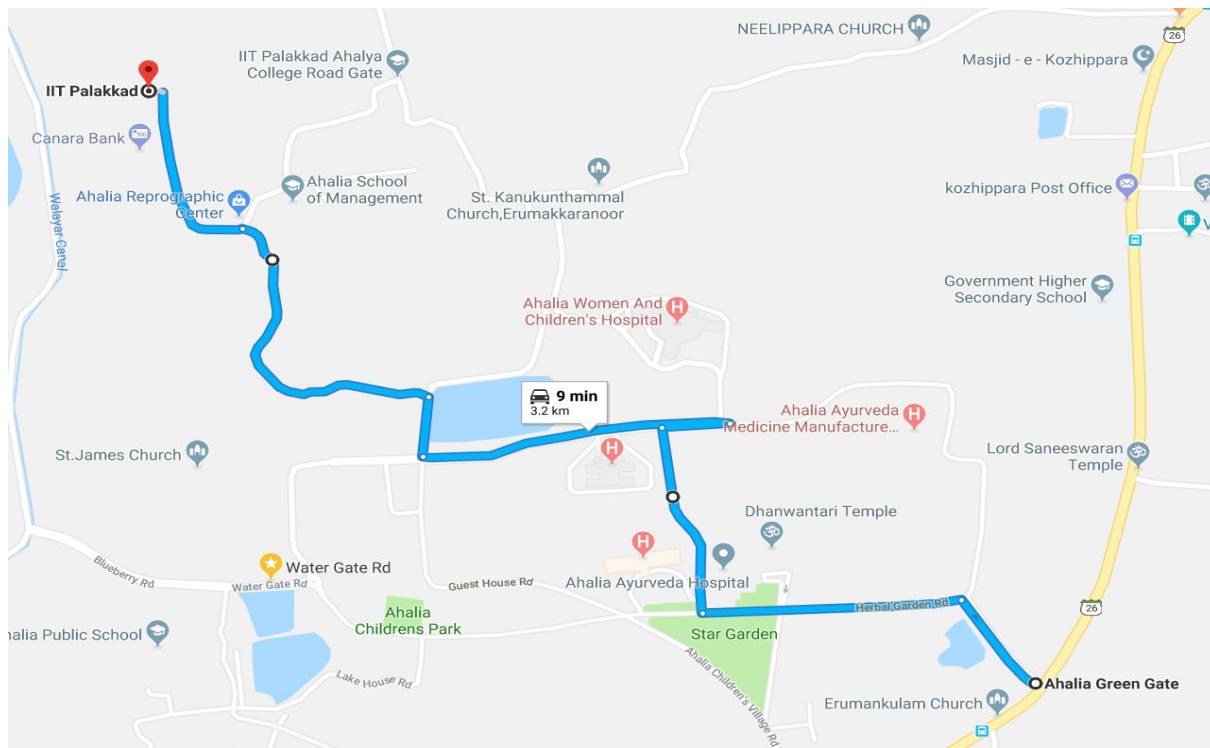 NEELIPPARA CHURCH
26
IIT Palakkad Ahalya
College Road Gate
Masjid - e - Kozhippara
IIT Palakkad
Canara Bank
Ahalia School
of Management
Ahalia Reprographic
Center
St. Kanukunthammal
Church,Erumakkaranoor
kozhippara Post Office
V
Walayar Canal
Government Higher
Secondary School
Ahalia Women And
Children's Hospital
H
9 min
3.2 km
Ahalia Ayurveda
Medicine Manufacture...
H
H
St.James Church
Lord Saneeswaran
Temple
Dhanwantari Temple
H
Blueberry Rd
Water Gate Rd
Water Gate Rd
Guest House Rd
Ahalia Ayurveda Hospital
Herbal Garden Rd
26
Ahalia
Childrens Park
halia Public School
Star Garden
Lake House Rd
Ahalia Children's Village Rd
Ahalia Green Gate
Erumankulam Church